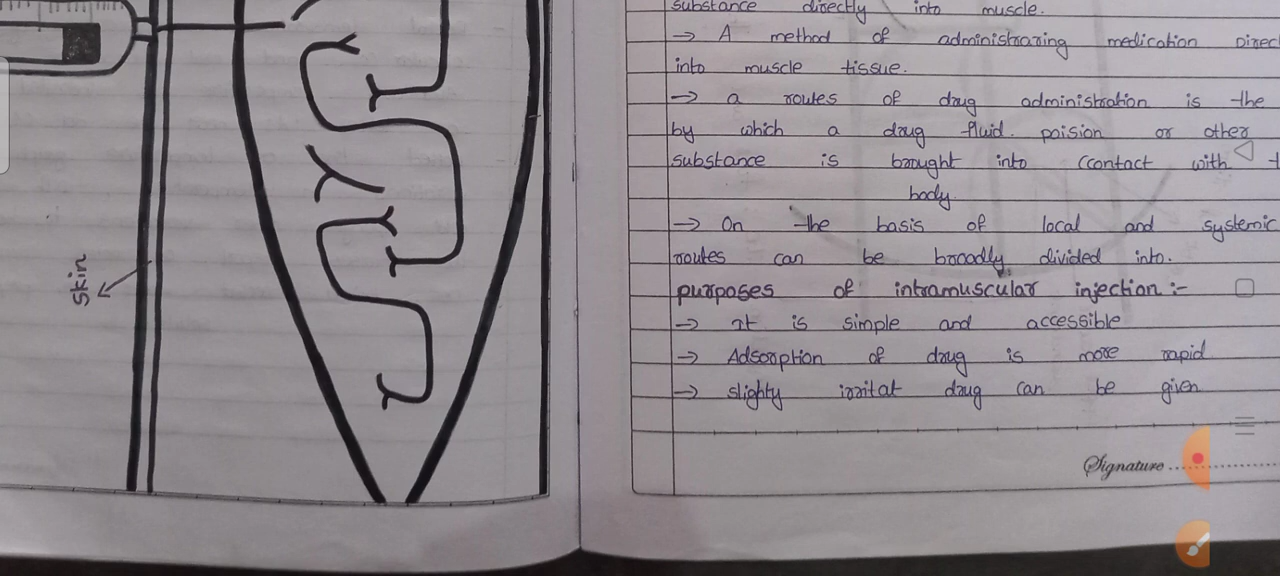 skin
substance directly into muscle.
→ A method of administraring medication Direc
into muscle tissue.
→ a routes of drug administration is the
by which a drug fluid. poision or other
substance is brought into (contact with t
body.
→ On the basis of local and systemic
routes can be broadly divided into.
purposes of intramuscular injection :-
→ It is simple and accessible
→ Adsorption of drug is more rapid
→ slighty irritat drug can be given
Signature